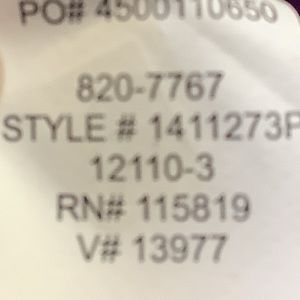 PO# 4500110650
820-7767
STYLE # 1411273P
12110-3
RN# 115819
V# 13977